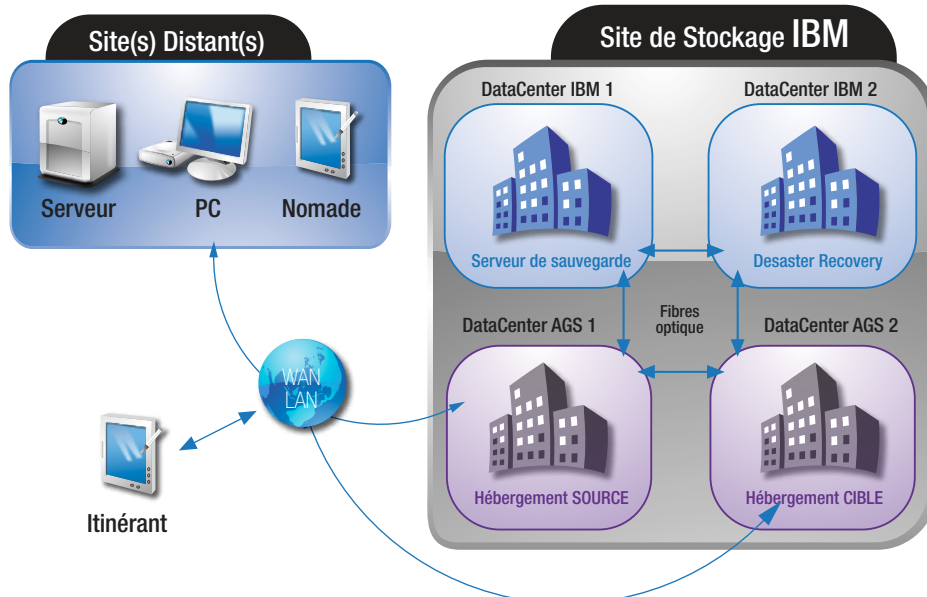 Site(s) Distant(s)
Serveur
PC
Nomade
Site de Stockage IBM
DataCenter IBM 1
DataCenter IBM 2
Serveur de sauvegarde
Desaster Recovery
Fibres
optique
DataCenter AGS 1
DataCenter AGS 2
Hébergement SOURCE
Hébergement CIBLE
WAN
LAN
Itinérant